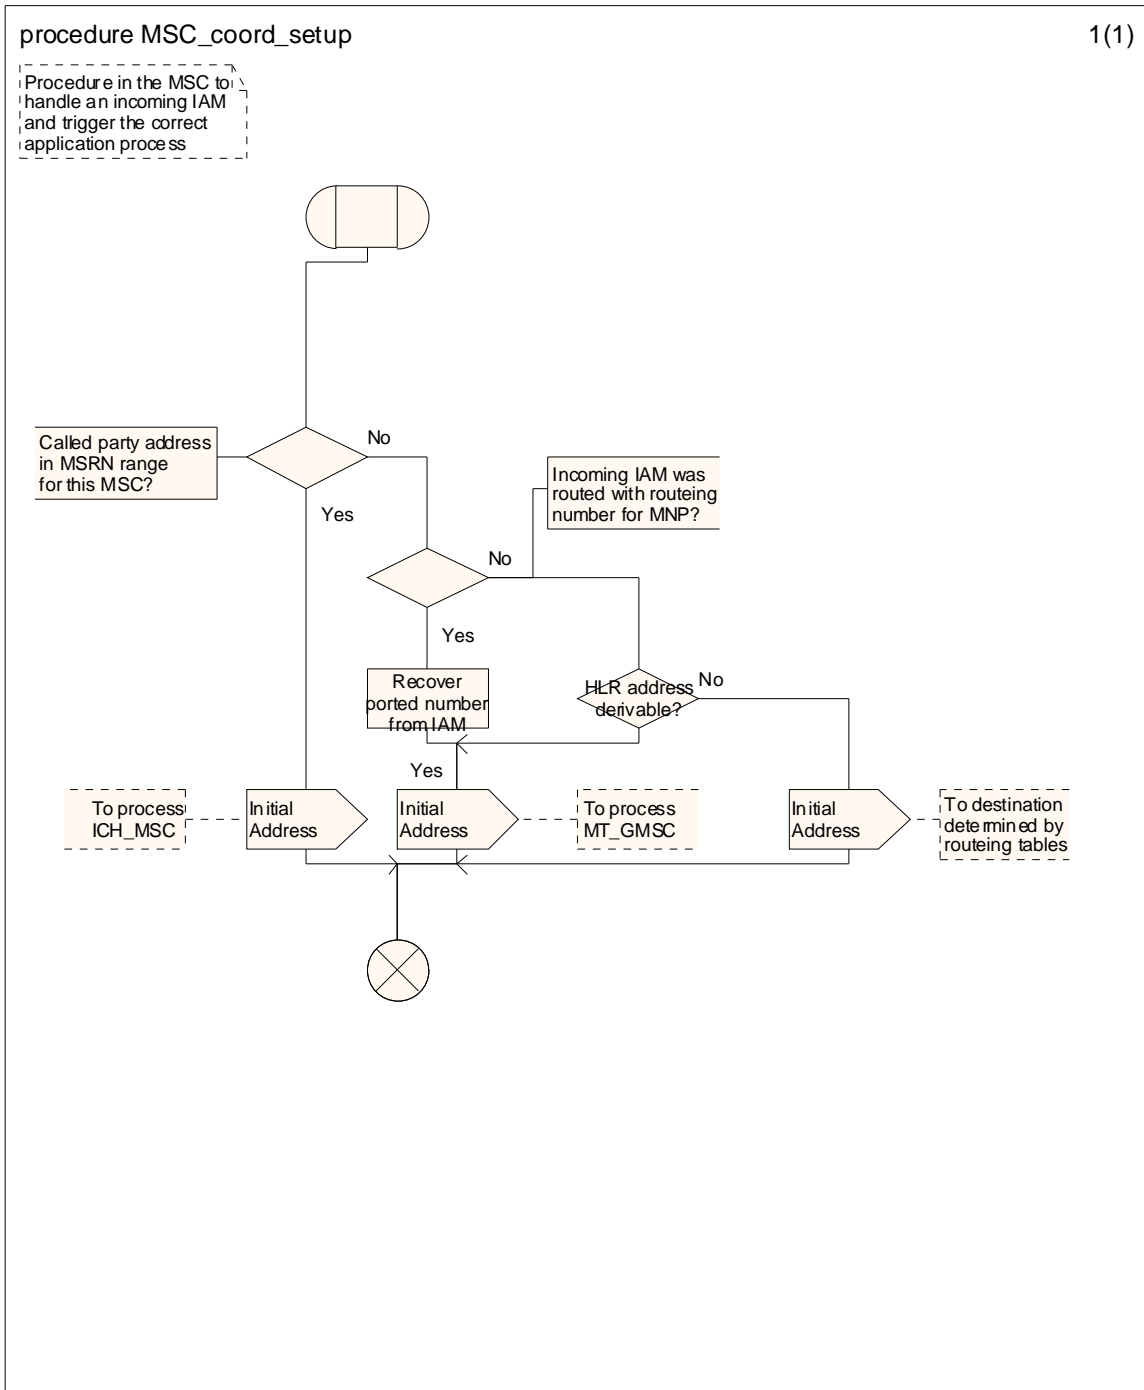 procedure MSC_coord_setup
1(1)
Procedure in the MSC to
handle an incoming IAM
and trigger the correct
application process
Called party address
in MSRN range
for this MSC?
No
Yes
Incoming IAM was
routed with routeing
number for MNP?
No
Yes
Recover
ported number
from IAM
HLR address
derivable?
No
Yes
To process
ICH_MSC
Initial
Address
Initial
Address
To process
MT_GMSC
Initial
Address
To destination
determined by
routeing tables